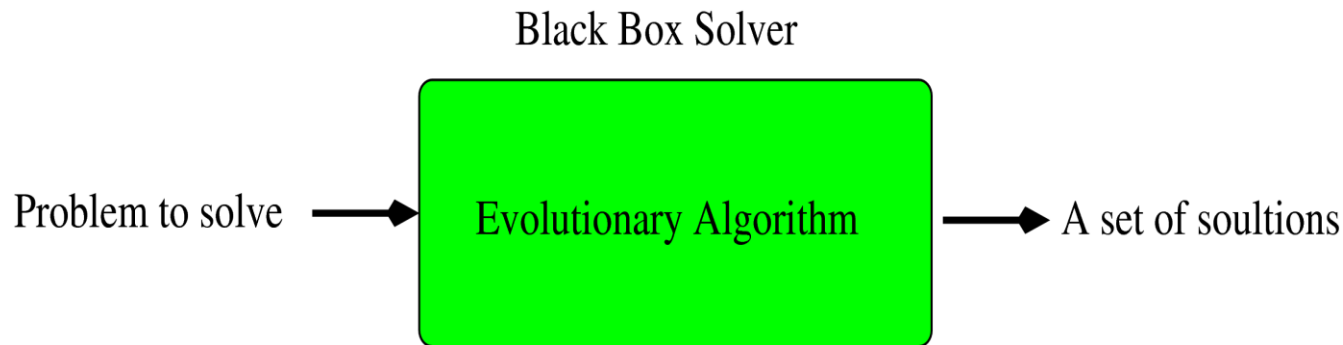 Black Box Solver
Problem to solve
Evolutionary Algorithm
A set of soultions